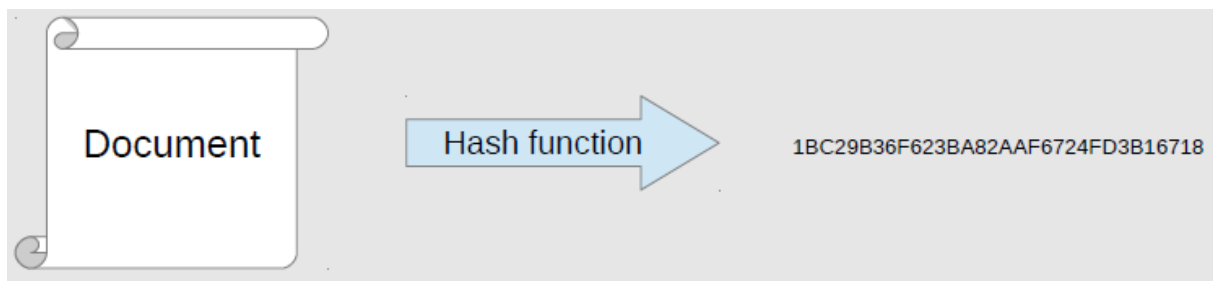 Document
Hash function
1BC29B36F623BA82AAF6724FD3B16718